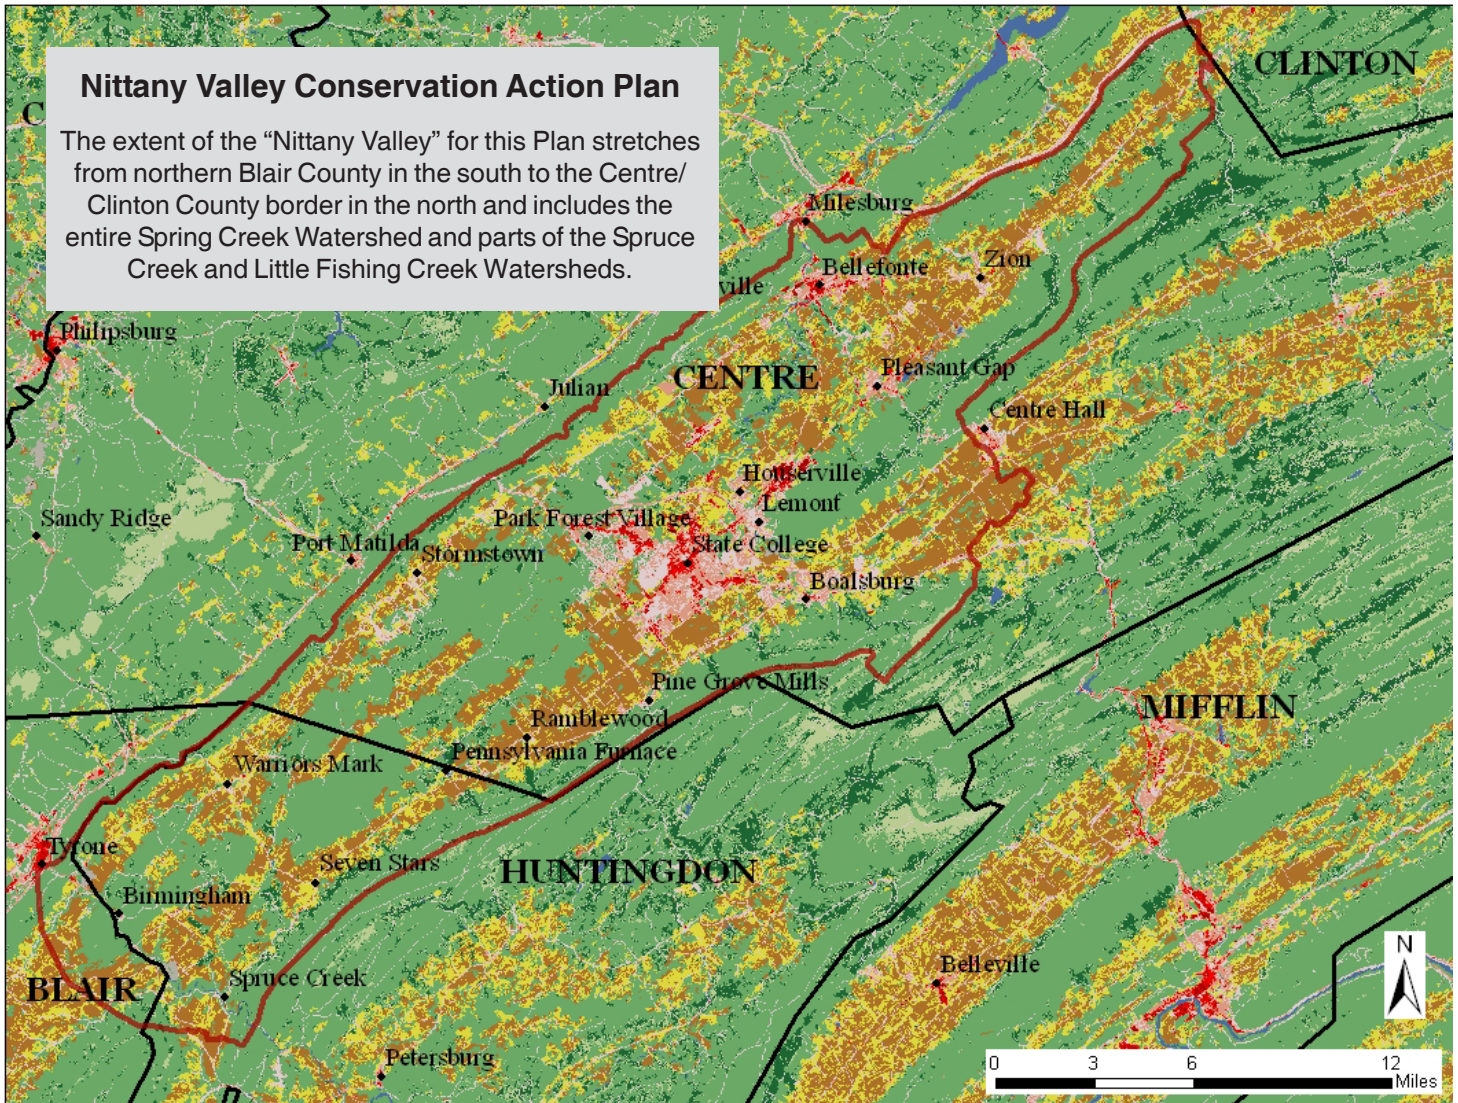 Nittany Valley Conservation Action Plan
The extent of the “Nittany Valley” for this Plan stretches
from northern Blair County in the south to the Centre/
Clinton County border in the north and includes the
entire Spring Creek Watershed and parts of the Spruce
Creek and Little Fishing Creek Watersheds.
C
CLINTON
Milesburg
ville
Bellefonte
Zion
Philipsburg
Julian
CENTRE
Pleasant Gap
Centre Hall
Houserville
Lemont
Sandy Ridge
Park Forest Village
Port Matilda
Stormstown
State College
Boalsburg
Pine Grove Mills
Ramblewood
MIFFLIN
Pennsylvania Furnace
Warriors Mark
Tyrone
Seven Stars
HUNTINGDON
Birmingham
Spruce Creek
BLAIR
Belleville
Petersburg
N
0 3 6 12
Miles